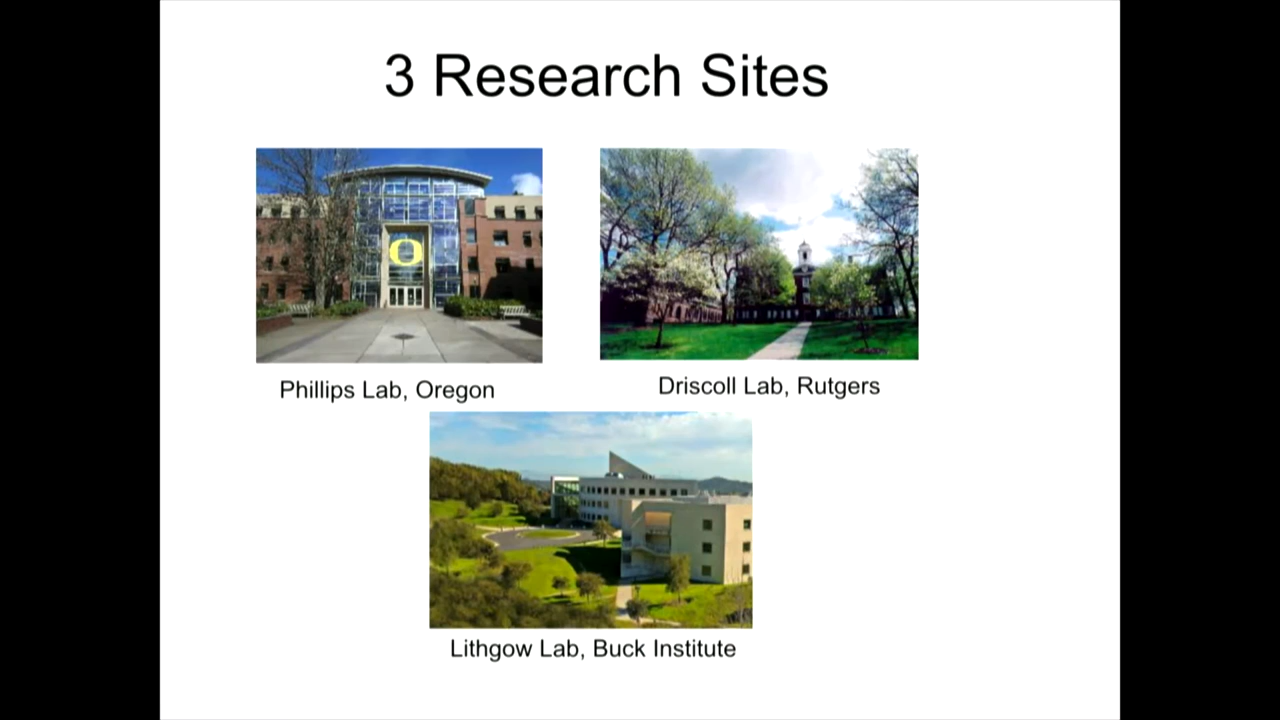 3 Research Sites
O
Phillips Lab, Oregon
Driscoll Lab, Rutgers
Lithgow Lab, Buck Institute